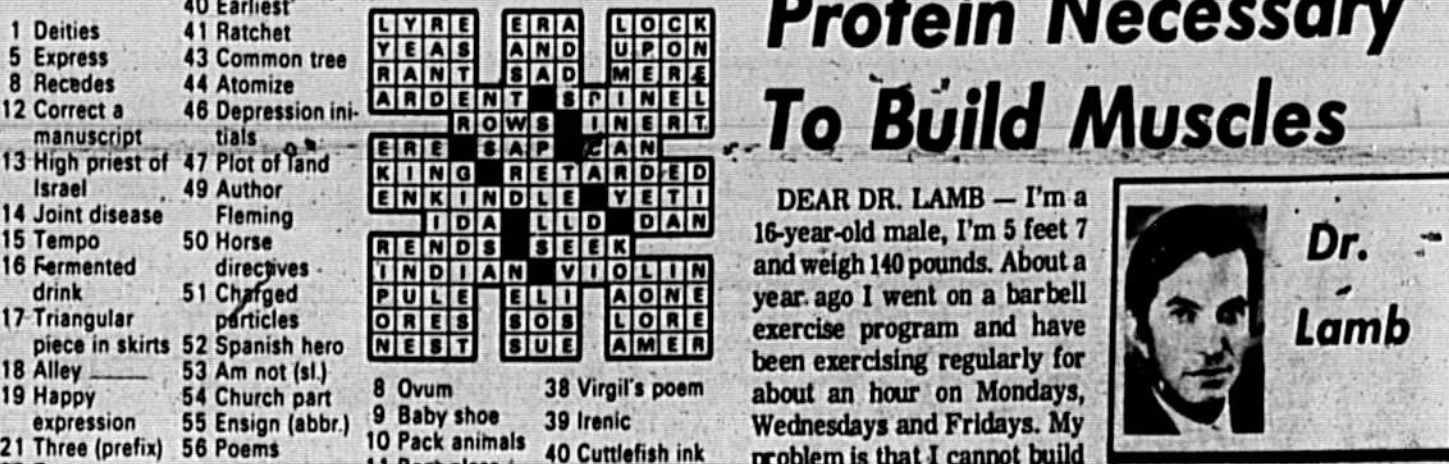 40 Earliest
1 Deities
5 Express
8 Recedes
12 Correct a
manuscript
13 High priest of
Israel
14 Joint disease
15 Tempo
16 Fermented
drink
17 Triangular
piece in skirts
18 Alley
19 Happy
expression
21 Three (prefix)
41 Ratchet
43 Common tree
44 Atomize
46 Depression ini-
tials
47 Plot of land
49 Author
Fleming
50 Horse
directives
51 Charged
particles
52 Spanish hero
53 Am not (sl.)
54 Church part
55 Ensign (abbr.)
56 Poems
LYRE ERA LOCK
YEAS AND UPON
RANT SAD MERE
ARDENT SPINEL
ROWS INERT
ERE SAP CAN
KING RETARDED
ENKINDLE YETI
IDA LLD DAN
RENDS SEEK
INDIAN VIOLIN
PULE ELI AONE
ORES SOS LORE
NEST SUE AMER
8 Ovum
9 Baby shoe
10 Pack animals
38 Virgil's poem
39 Irenic
40 Cuttlefish ink
Protein Necessary
To Build Muscles
DEAR DR. LAMB — I'm a
16-year-old male, I'm 5 feet 7
and weigh 140 pounds. About a
year ago I went on a barbell
exercise program and have
been exercising regularly for
about an hour on Mondays,
Wednesdays and Fridays. My
problem is that I cannot build
Dr.
Lamb